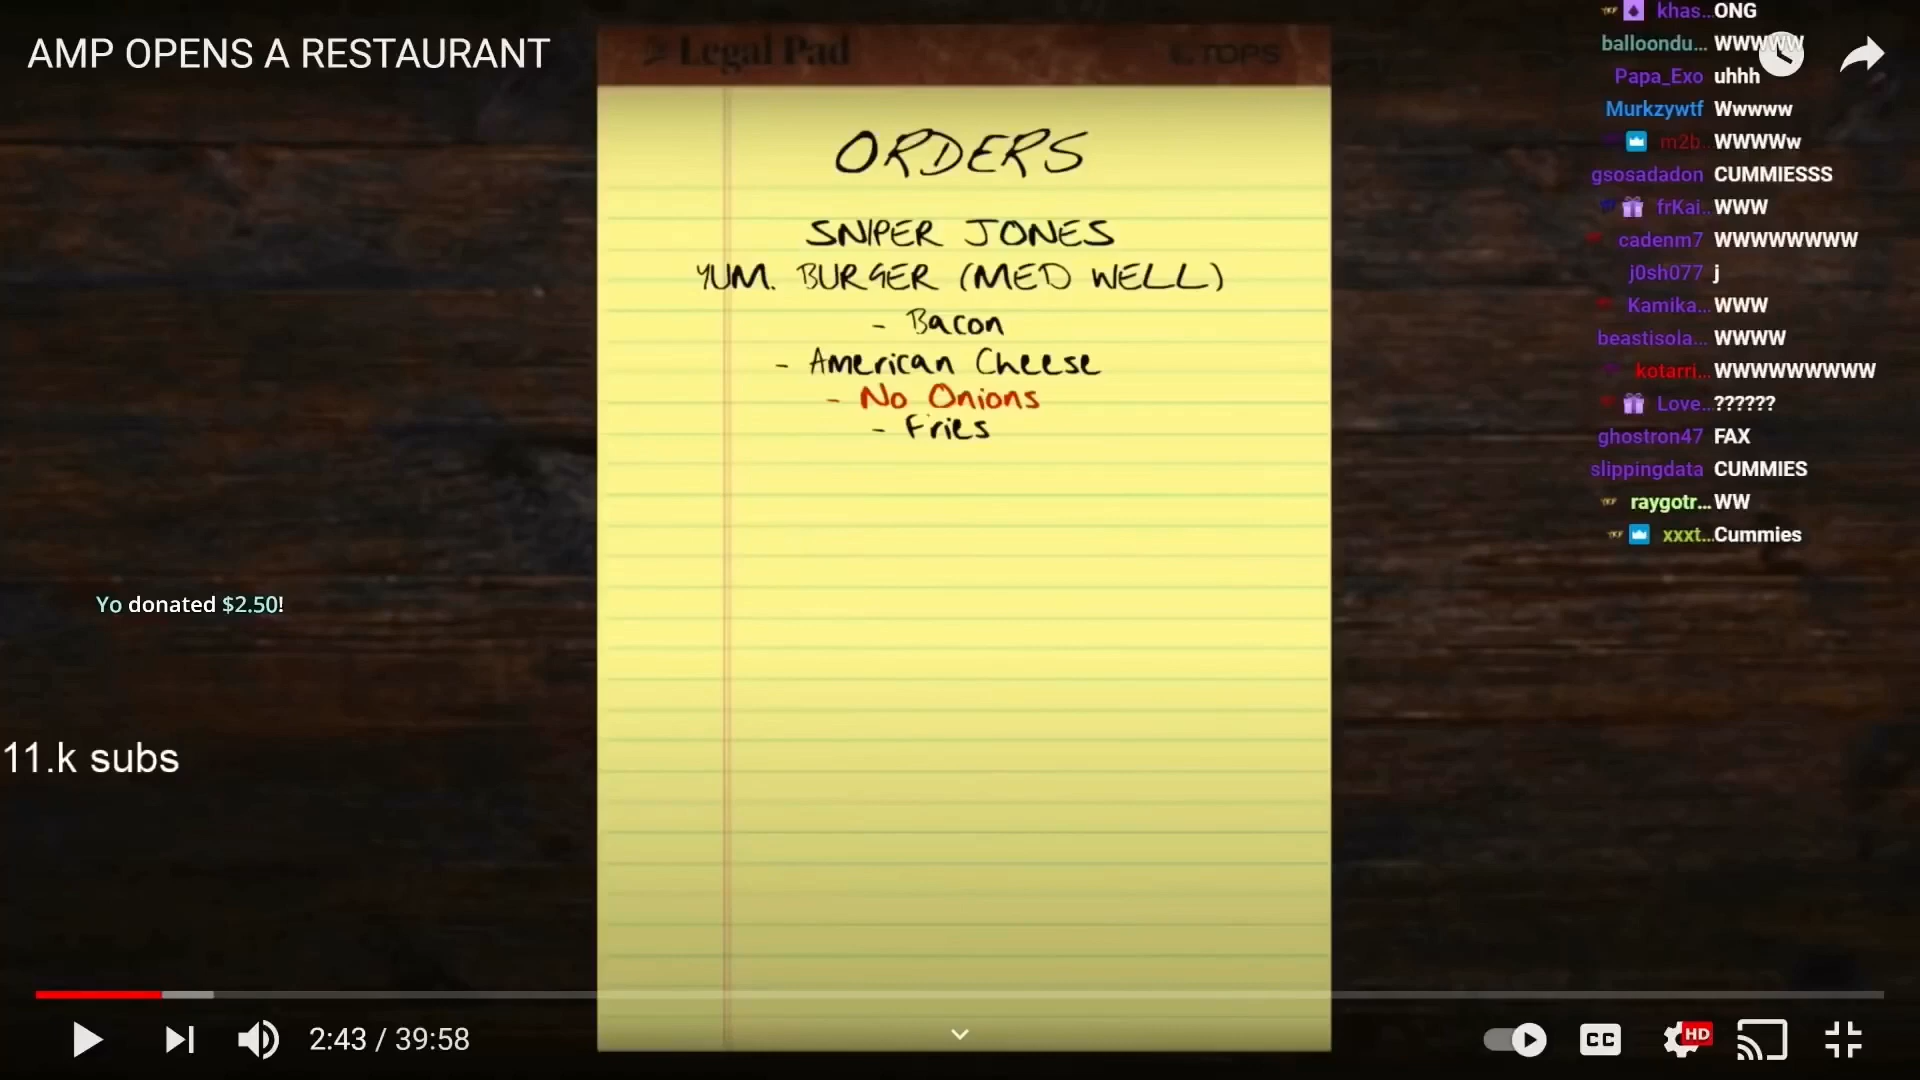 AMP OPENS A RESTAURANT
Legal Pad
TOPS
ORDERS
SNIPER JONES
YUM. BURGER (MED WELL)
- Bacon
- American Cheese
- No Onions
- Fries
khas... ONG
balloondu... WWWWW
Papa_Exo uhhh
Murkzywtf Wwwww
m2b... WWWWw
gsosadadon CUMMIESSS
frKai... WWW
cadenm7 WWWWWWWW
j0sh077 j
Kamika... WWW
beastisola... WWWW
kotarri... WWWWWWWWW
Love... ??????
ghostron47 FAX
slippingdata CUMMIES
raygotr... WW
xxxt... Cummies
Yo donated $2.50!
11.k subs
2:43 / 39:58
CC
HD